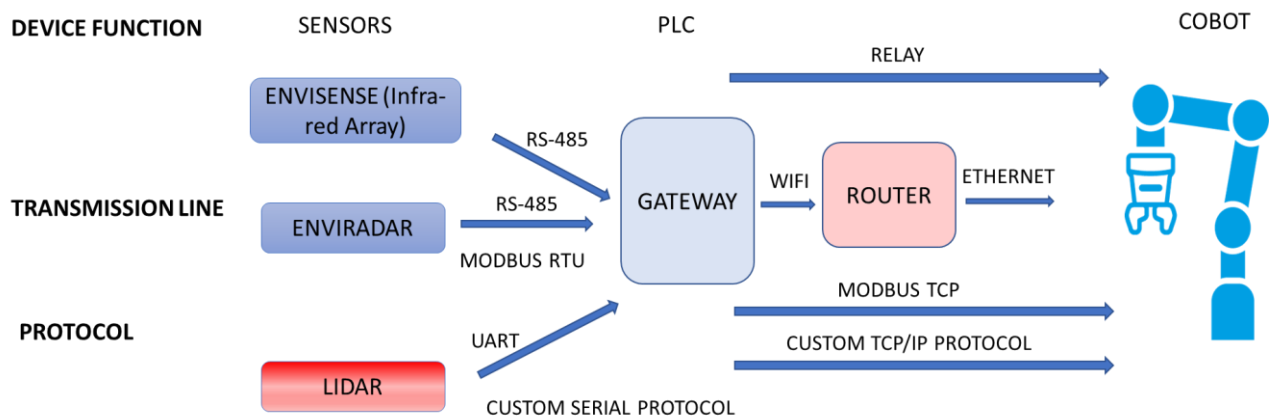 DEVICE FUNCTION
SENSORS
PLC
COBOT
RELAY
ENVISENSE (Infra-
red Array)
RS-485
GATEWAY
WIFI
ROUTER
ETHERNET
TRANSMISSION LINE
ENVIRADAR
RS-485
MODBUS RTU
MODBUS TCP
PROTOCOL
UART
CUSTOM TCP/IP PROTOCOL
LIDAR
CUSTOM SERIAL PROTOCOL